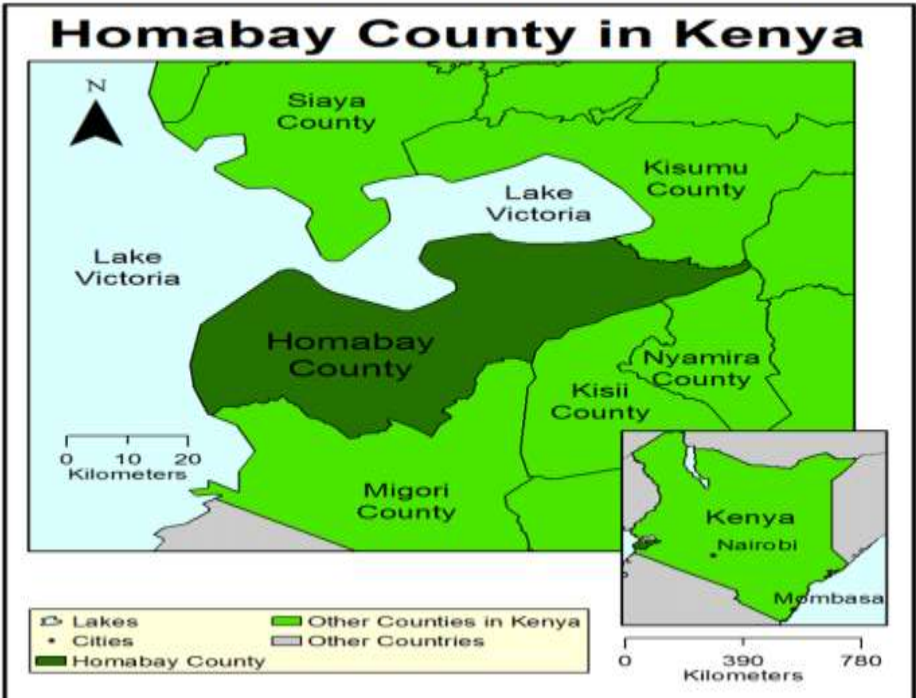 Homabay County in Kenya
N
Siaya
County
Kisumu
County
Lake
Victoria
Lake
Victoria
Homabay
County
Nyamira
County
Kisii
County
0 10 20
Kilometers
Migori
County
Kenya
Nairobi
Mombasa
Lakes
Cities
Homabay County
Other Counties in Kenya
Other Countries
0 390 780
Kilometers